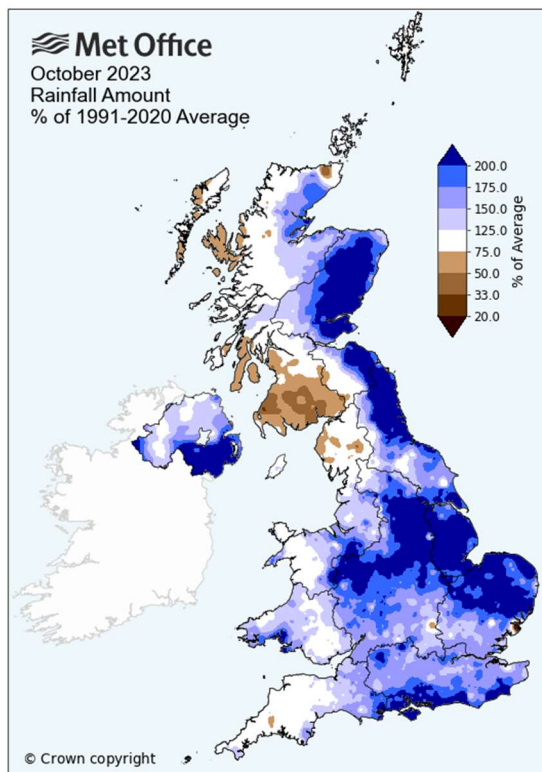 Met Office
October 2023
Rainfall Amount
% of 1991-2020 Average
200.0
175.0
150.0
125.0
75.0
50.0
33.0
20.0
% of Average
© Crown copyright